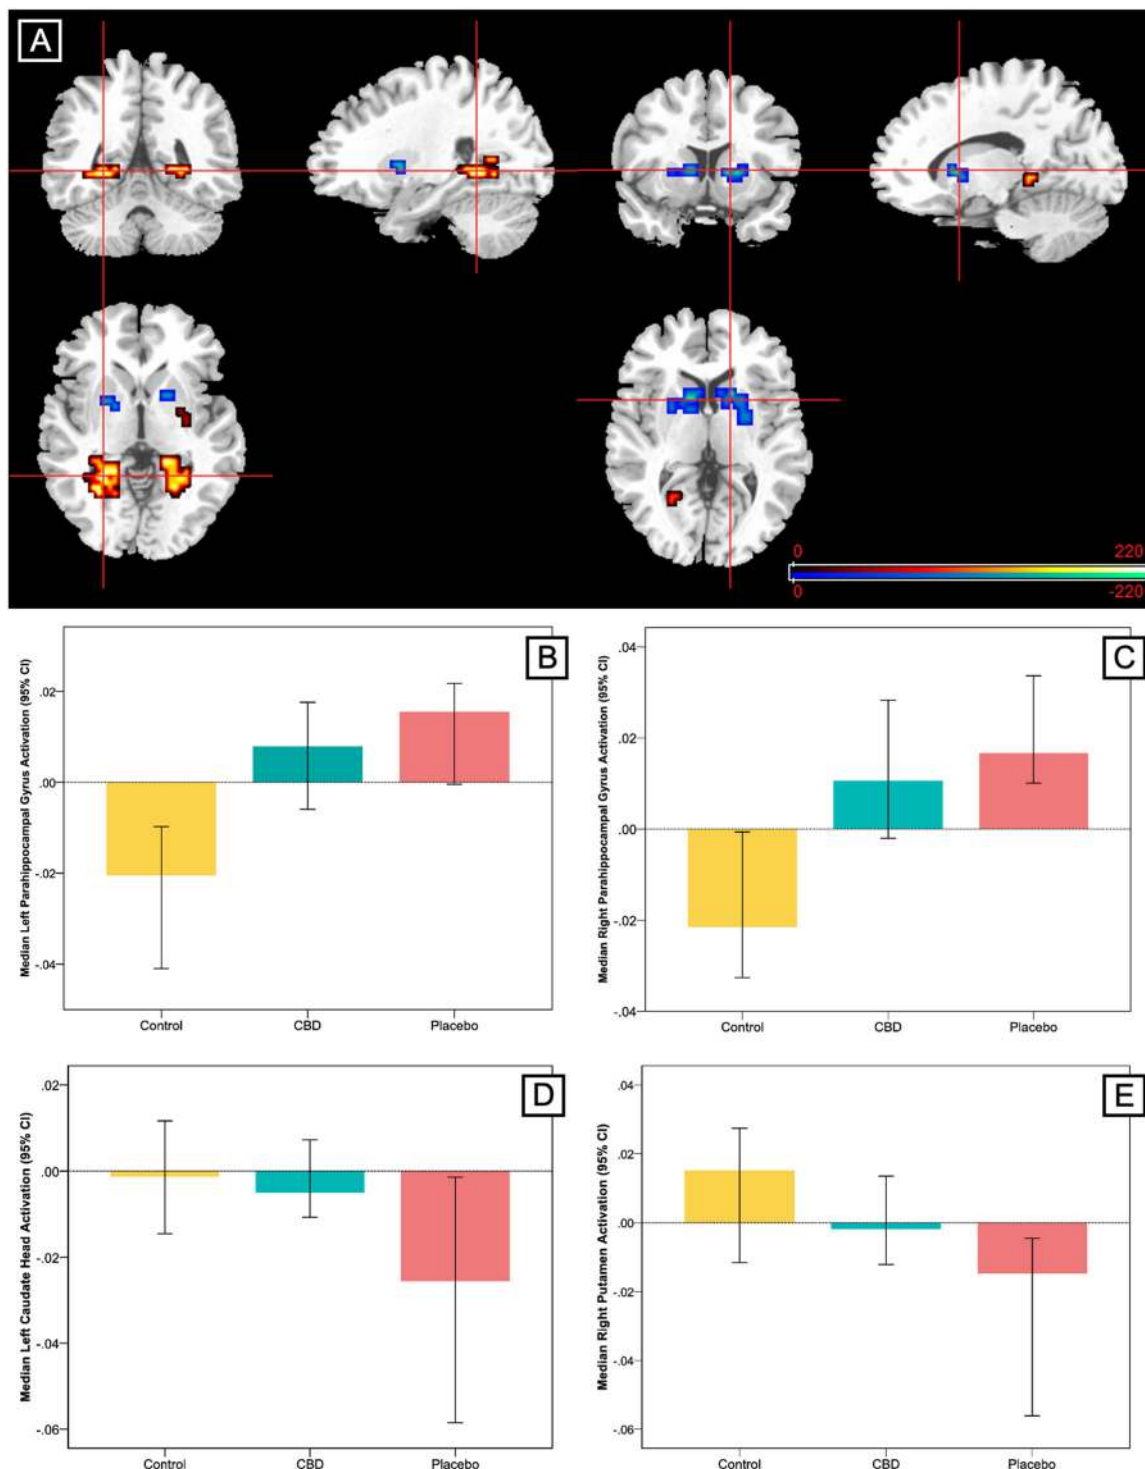 A
0 220
0 -220
B
Median Left Parahippocampal Gyrus Activation (95% CI)
.02
.00
-.02
-.04
Control CBD Placebo
C
Median Right Parahippocampal Gyrus Activation (95% CI)
.04
.02
.00
-.02
-.04
Control CBD Placebo
D
Median Left Caudate Head Activation (95% CI)
.02
.00
-.02
-.04
-.06
Control CBD Placebo
E
Median Right Putamen Activation (95% CI)
.04
.02
.00
-.02
-.04
-.06
Control CBD Placebo